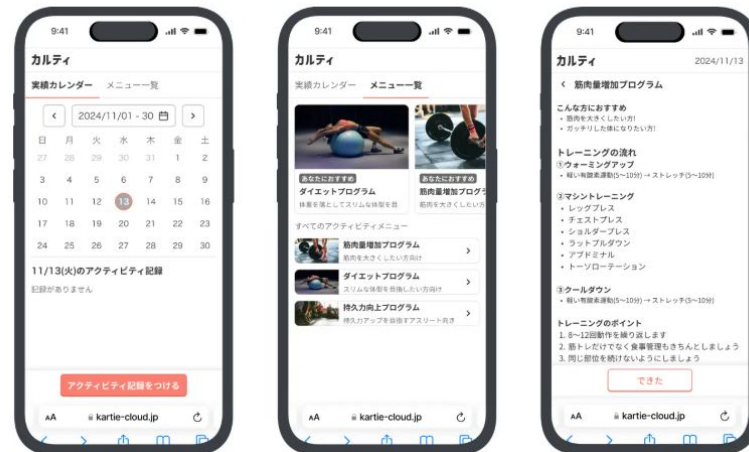 9:41
カルティ
実績カレンダー メニュー一覧
< 2024/11/01 - 30 >
日 月 火 水 木 金 土
27 28 29 30 31 1 2
3 4 5 6 7 8 9
10 11 12 13 14 15 16
17 18 19 20 21 22 23
24 25 26 27 28 29 30
11/13(火)のアクティビティ記録
記録がありません
アクティビティ記録をつける
AA kartie-cloud.jp
9:41
カルティ
実績カレンダー メニュー一覧
あなたにおすすめ
ダイエットプログラム
体重を落としてスリムな体型を目
あなたにおすすめ
筋肉量増加プログラ
筋肉を大きくしたい方
すべてのアクティビティメニュー
筋肉量増加プログラム
筋肉を大きくしたい方向け
ダイエットプログラム
スリムな体型を目指したい方向け
持久力向上プログラム
持久力アップを目指すアスリート向き
AA kartie-cloud.jp
9:41
カルティ 2024/11/13
< 筋肉量増加プログラム
こんな方におすすめ
• 筋肉を大きくしたい方!
• ガッチリした体になりたい方!
トレーニングの流れ
①ウォーミングアップ
• 軽い有酸素運動(5〜10分) → ストレッチ(5〜10分)
②マシントレーニング
• レッグプレス
• チェストプレス
• ショルダープレス
• ラットプルダウン
• アブドミナル
• トーソローテーション
③クールダウン
• 軽い有酸素運動(5〜10分) → ストレッチ(5〜10分)
トレーニングのポイント
1. 8〜12回動作を繰り返します
2. 筋トレだけでなく食事管理もきちんとしましょう
3. 同じ部位を続けないようにしましょう
できた
AA kartie-cloud.jp